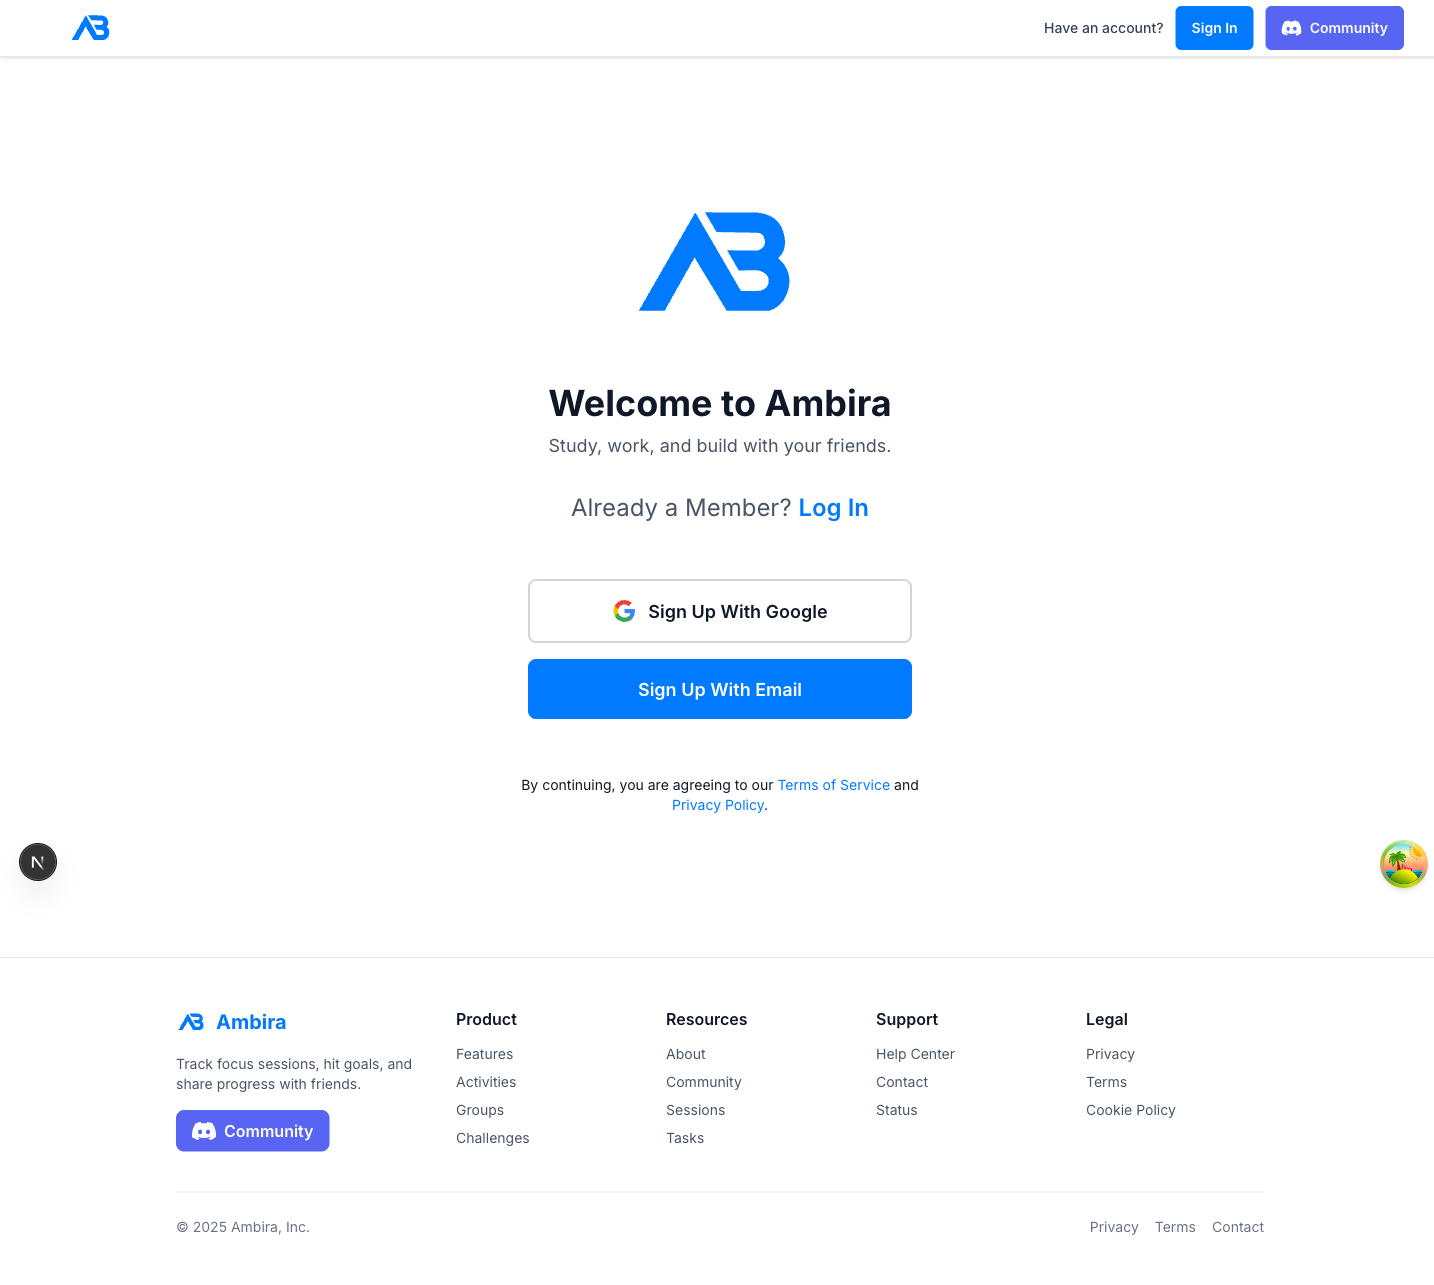 AB
Have an account? Sign In Community
AB
Welcome to Ambira
Study, work, and build with your friends.
Already a Member? Log In
Sign Up With Google
Sign Up With Email
By continuing, you are agreeing to our Terms of Service and
Privacy Policy.
N
AB Ambira
Track focus sessions, hit goals, and
share progress with friends.
Community
Product
Features
Activities
Groups
Challenges
Resources
About
Community
Sessions
Tasks
Support
Help Center
Contact
Status
Legal
Privacy
Terms
Cookie Policy
© 2025 Ambira, Inc.
Privacy Terms Contact